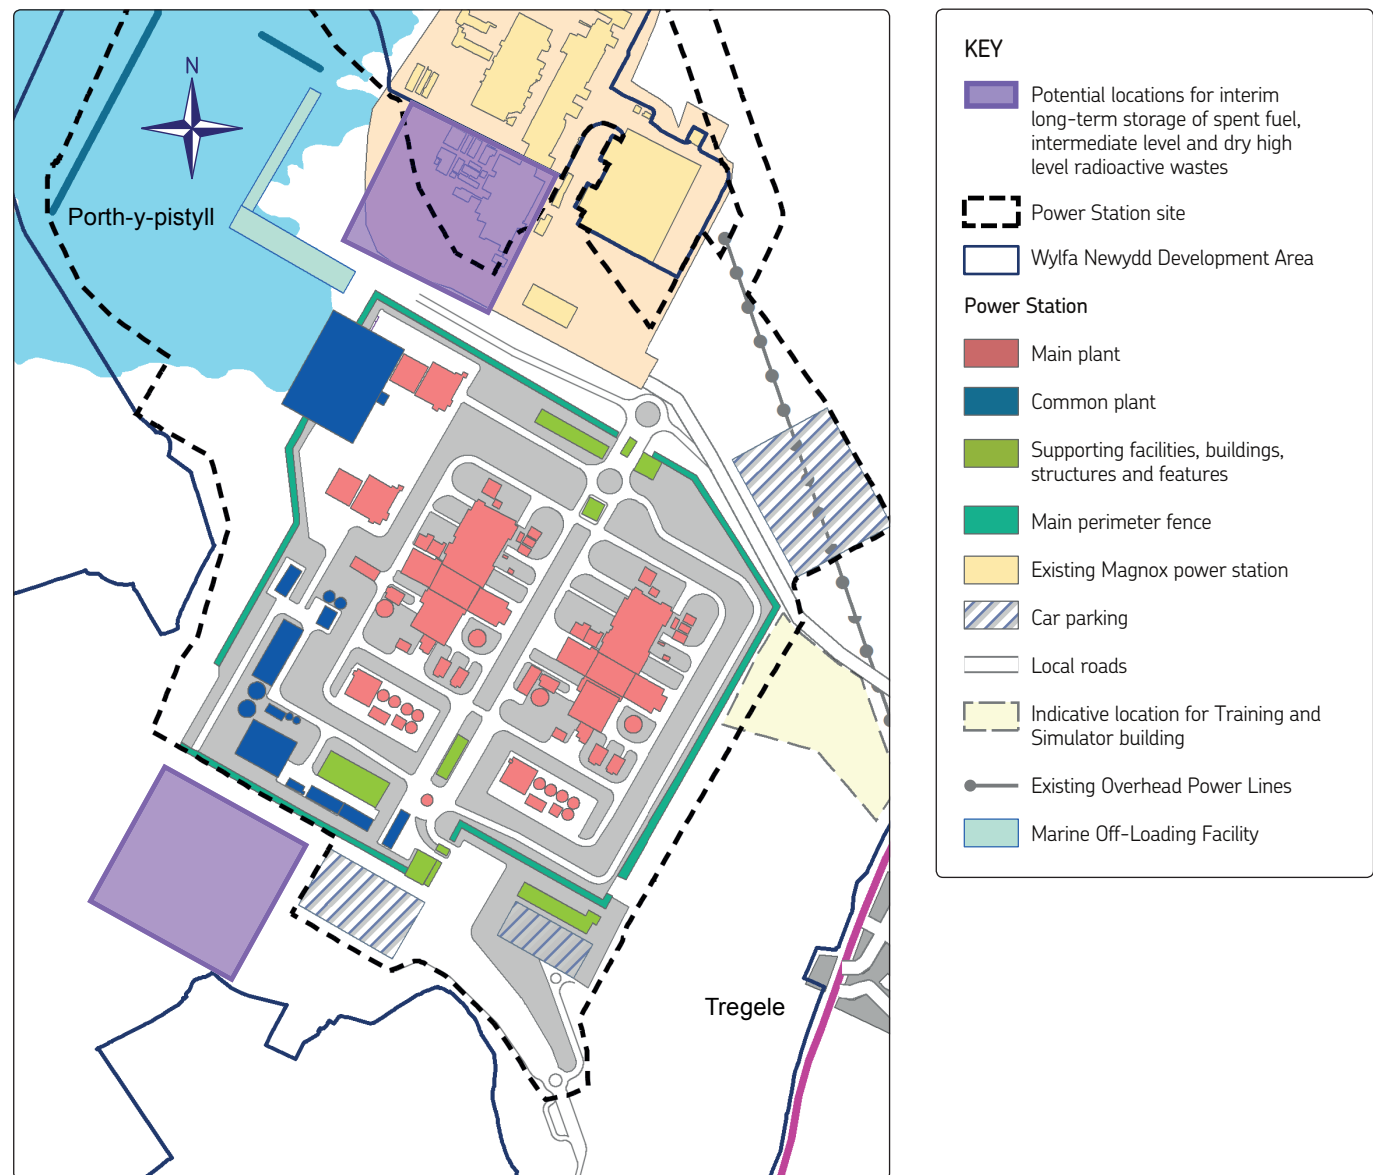 N
Porth-y-pistyll
Tregele
KEY
Potential locations for interim
long-term storage of spent fuel,
intermediate level and dry high
level radioactive wastes
Power Station site
Wylfa Newydd Development Area
Power Station
Main plant
Common plant
Supporting facilities, buildings,
structures and features
Main perimeter fence
Existing Magnox power station
Car parking
Local roads
Indicative location for Training and
Simulator building
Existing Overhead Power Lines
Marine Off-Loading Facility